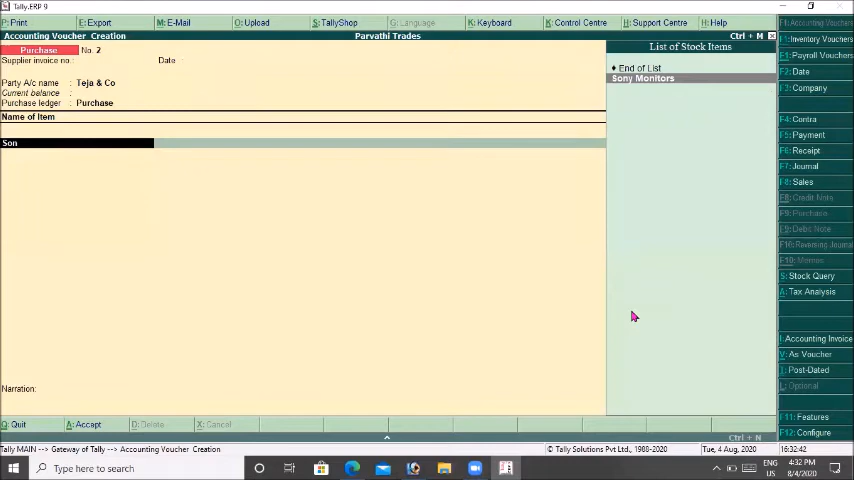 Tally.ERP 9
P: Print
E: Export
M: E-Mail
O: Upload
S: TallyShop
G: Language
K: Keyboard
K: Control Centre
H: Support Centre
H: Help
F1: Accounting Vouchers
Accounting Voucher Creation
Parvathi Trades
Ctrl + M
F1: Inventory Vouchers
Purchase
No. 2
List of Stock Items
F1: Payroll Vouchers
Supplier invoice no.:
Date
♦ End of List
F2: Date
Party A/c name : Teja & Co
Sony Monitors
Current balance :
F3: Company
Purchase ledger : Purchase
Name of Item
F4: Contra
F5: Payment
Son
F6: Receipt
F7: Journal
F8: Sales
F8: Credit Note
F9: Purchase
F9: Debit Note
F10: Reversing Journal
F10: Memos
S: Stock Query
A: Tax Analysis
I: Accounting Invoice
V: As Voucher
T: Post-Dated
L: Optional
Narration:
F11: Features
Q: Quit
A: Accept
D: Delete
X: Cancel
F12: Configure
Ctrl + N
Tally MAIN --> Gateway of Tally --> Accounting Voucher Creation
© Tally Solutions Pvt Ltd., 1988-2020
Tue, 4 Aug, 2020
16:32:42
Type here to search
ENG
US
4:32 PM
8/4/2020